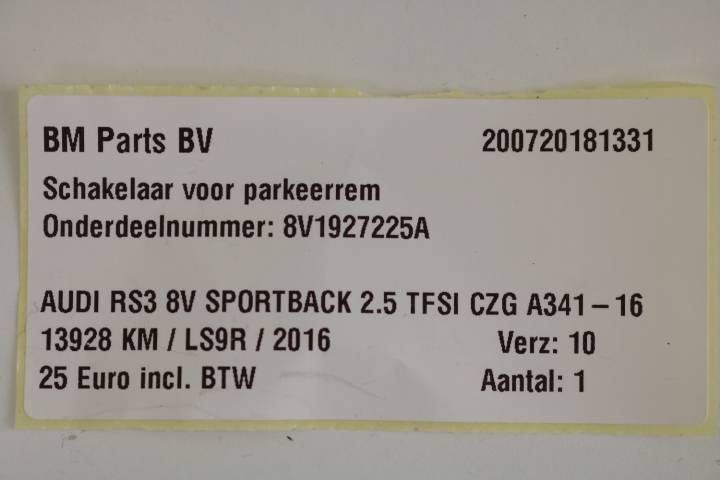 BM Parts BV 200720181331
Schakelaar voor parkeerrem
Onderdeelnummer: 8V1927225A
AUDI RS3 8V SPORTBACK 2.5 TFSI CZG A341-16
13928 KM / LS9R / 2016 Verz: 10
25 Euro incl. BTW Aantal: 1